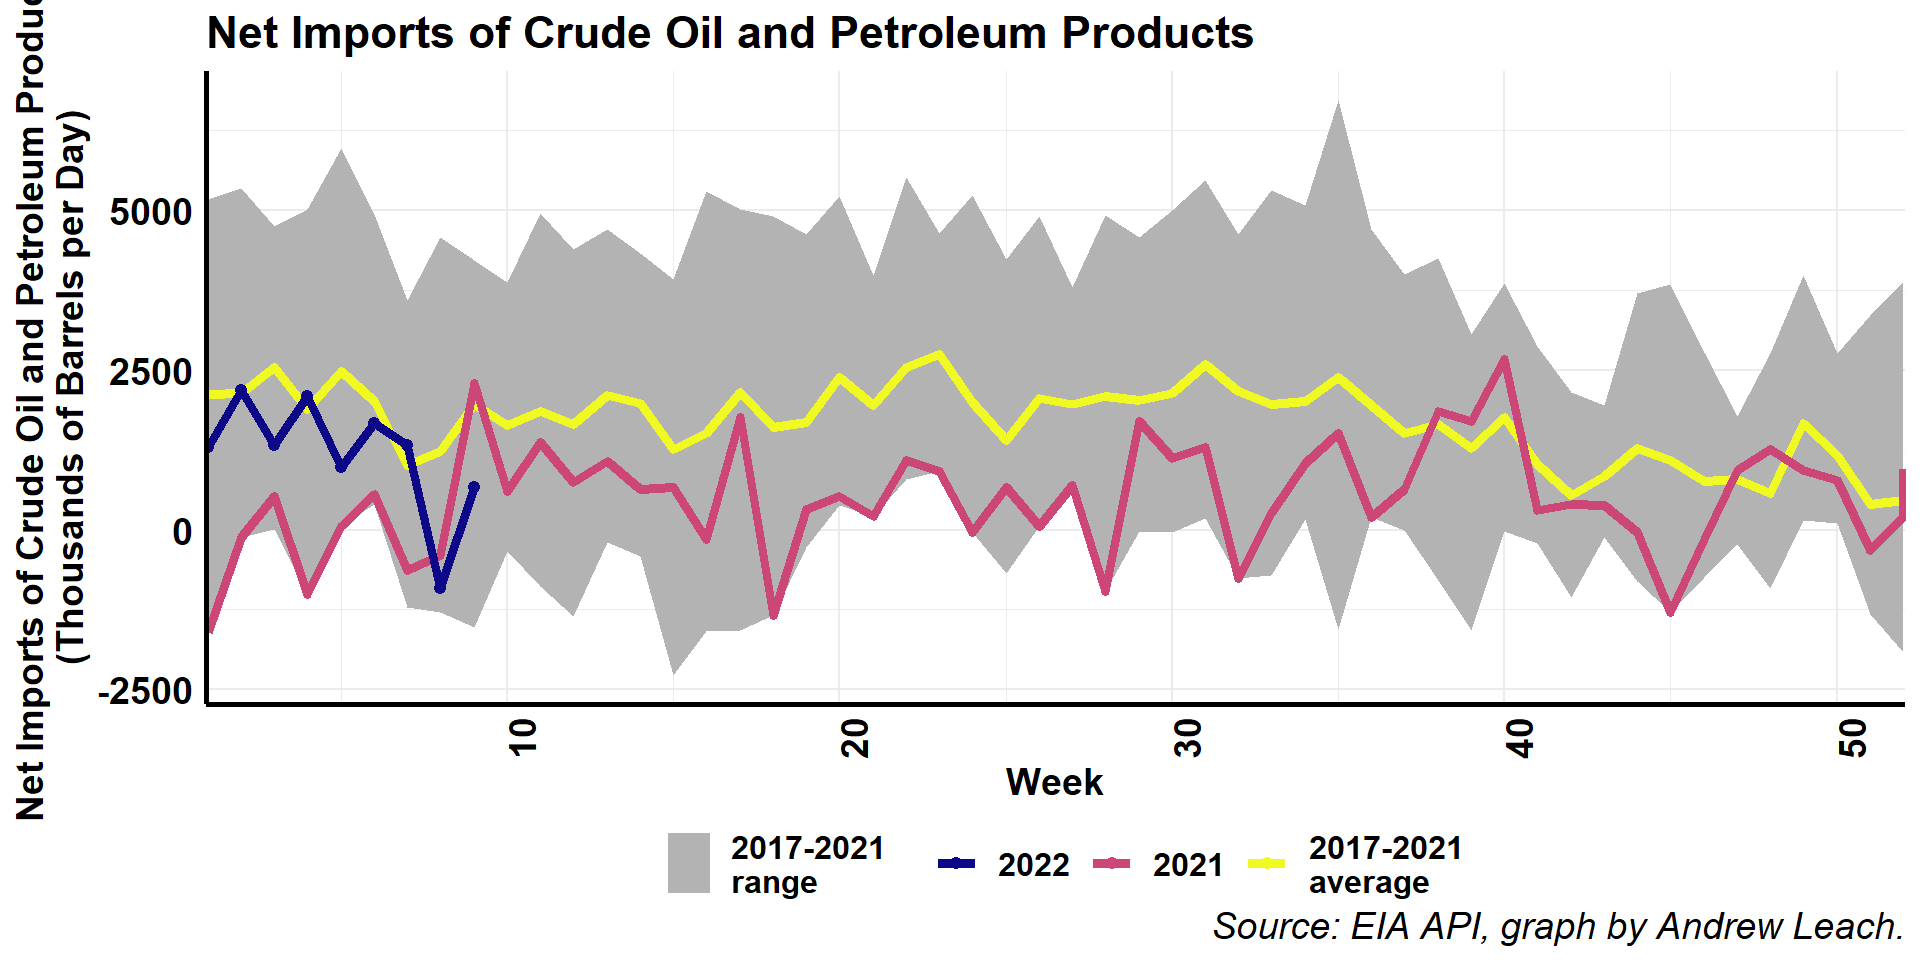 Net Imports of Crude Oil and Petroleum Products
Net Imports of Crude Oil and Petroleum Produc
(Thousands of Barrels per Day)
5000
2500
0
-2500
10
20
30
40
50
Week
2017-2021
range
2022
2021
2017-2021
average
Source: EIA API, graph by Andrew Leach.